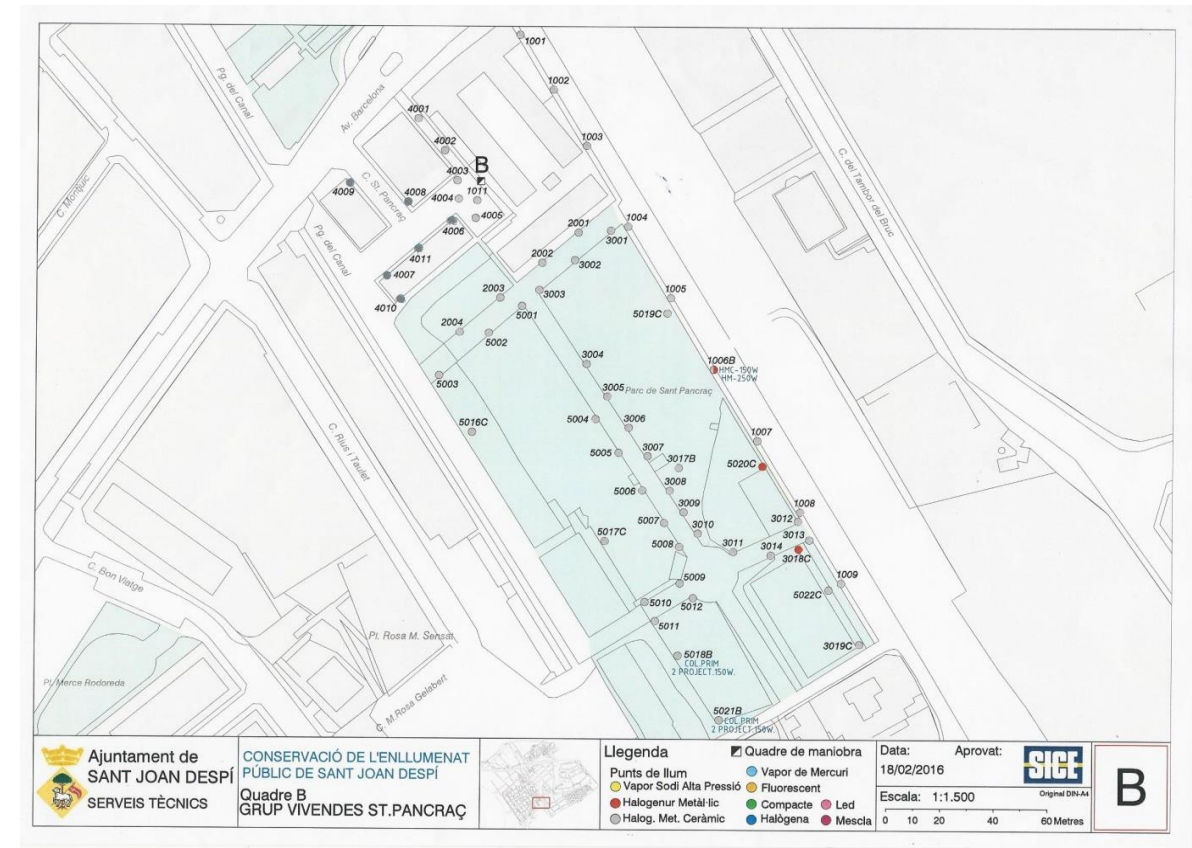 1001
1002
Pg. del Canal
Av. Barcelona
4001
4002
1003
B
C. del Tambor del Bruc
4003
4009
4008
4004
1011
C. Montjuic
C. St. Pancraç
4005
4006
2001
1004
3001
Pg. del Canal
4011
2002
3002
4007
4010
2003
3003
1005
5001
5019C
2004
5002
3004
1006B
HMC-150W
HM-250W
5003
3005
Parc de Sant Pancraç
5004
3006
5016C
C. Rius i Taulet
1007
5005
3007
3017B
5020C
5006
3008
3009
1008
5007
3010
3012
5017C
3013
5008
3011
3014
3018C
C. Bon Viatge
5009
1009
5010
5012
5022C
5011
Pl. Rosa M. Sensat
3019C
5018B
COL.PRIM
2 PROJECT.150W.
Pl. Merce Rodoreda
C. M.Rosa Gelabert
5021B
COL.PRIM
2 PROJECT.150W.
Ajuntament de
SANT JOAN DESPÍ
SERVEIS TÈCNICS
CONSERVACIÓ DE L'ENLLUMENAT
PÚBLIC DE SANT JOAN DESPÍ
Quadre B
GRUP VIVENDES ST.PANCRAÇ
Llegenda
Quadre de maniobra
Punts de llum
Vapor Sodi Alta Pressió
Halogenur Metàl·lic
Halog. Met. Ceràmic
Vapor de Mercuri
Fluorescent
Compacte
Led
Halògena
Mescla
Data:
Aprovat:
18/02/2016
SICE
Escala: 1:1.500
Original DIN-A4
0 10 20 40 60 Metres
B